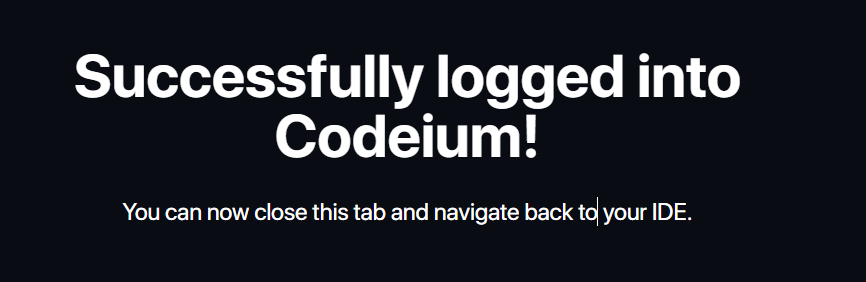 Successfully logged into
Codeium!
You can now close this tab and navigate back to your IDE.